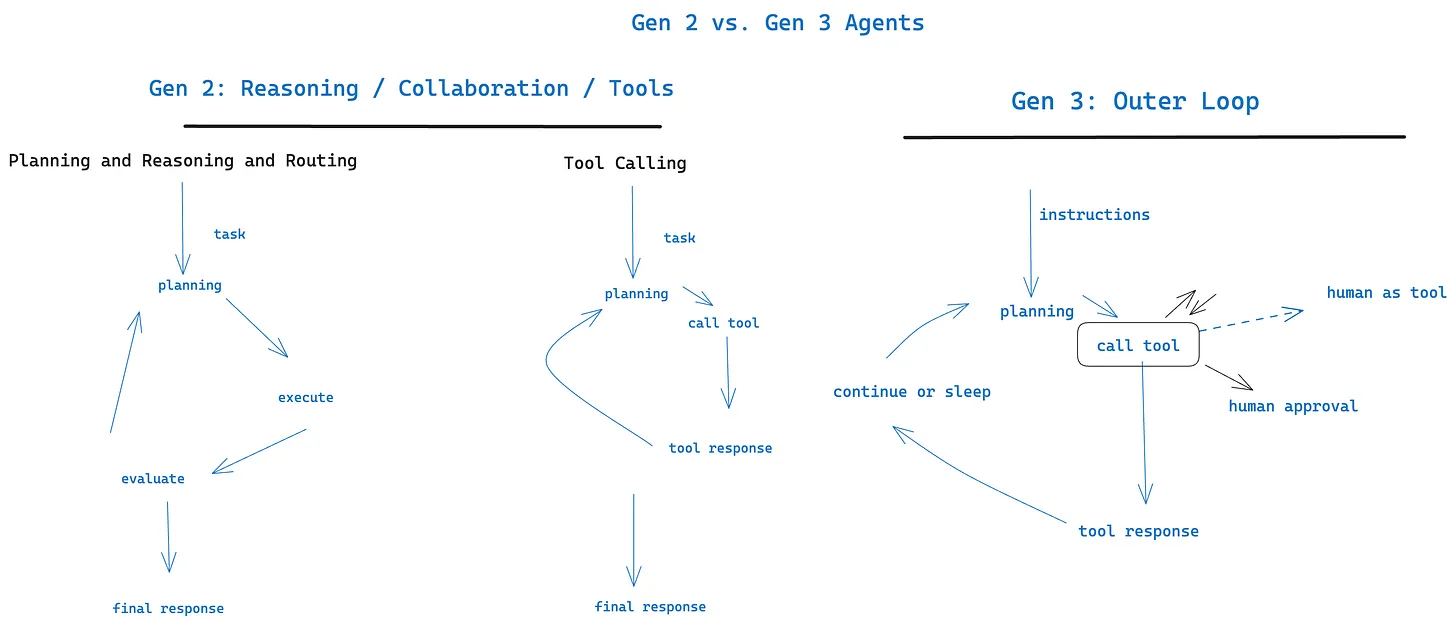 Gen 2 vs. Gen 3 Agents
Gen 2: Reasoning / Collaboration / Tools
Planning and Reasoning and Routing
task
planning
execute
evaluate
final response
Tool Calling
task
planning
call tool
tool response
final response
Gen 3: Outer Loop
instructions
planning
call tool
human as tool
human approval
continue or sleep
tool response